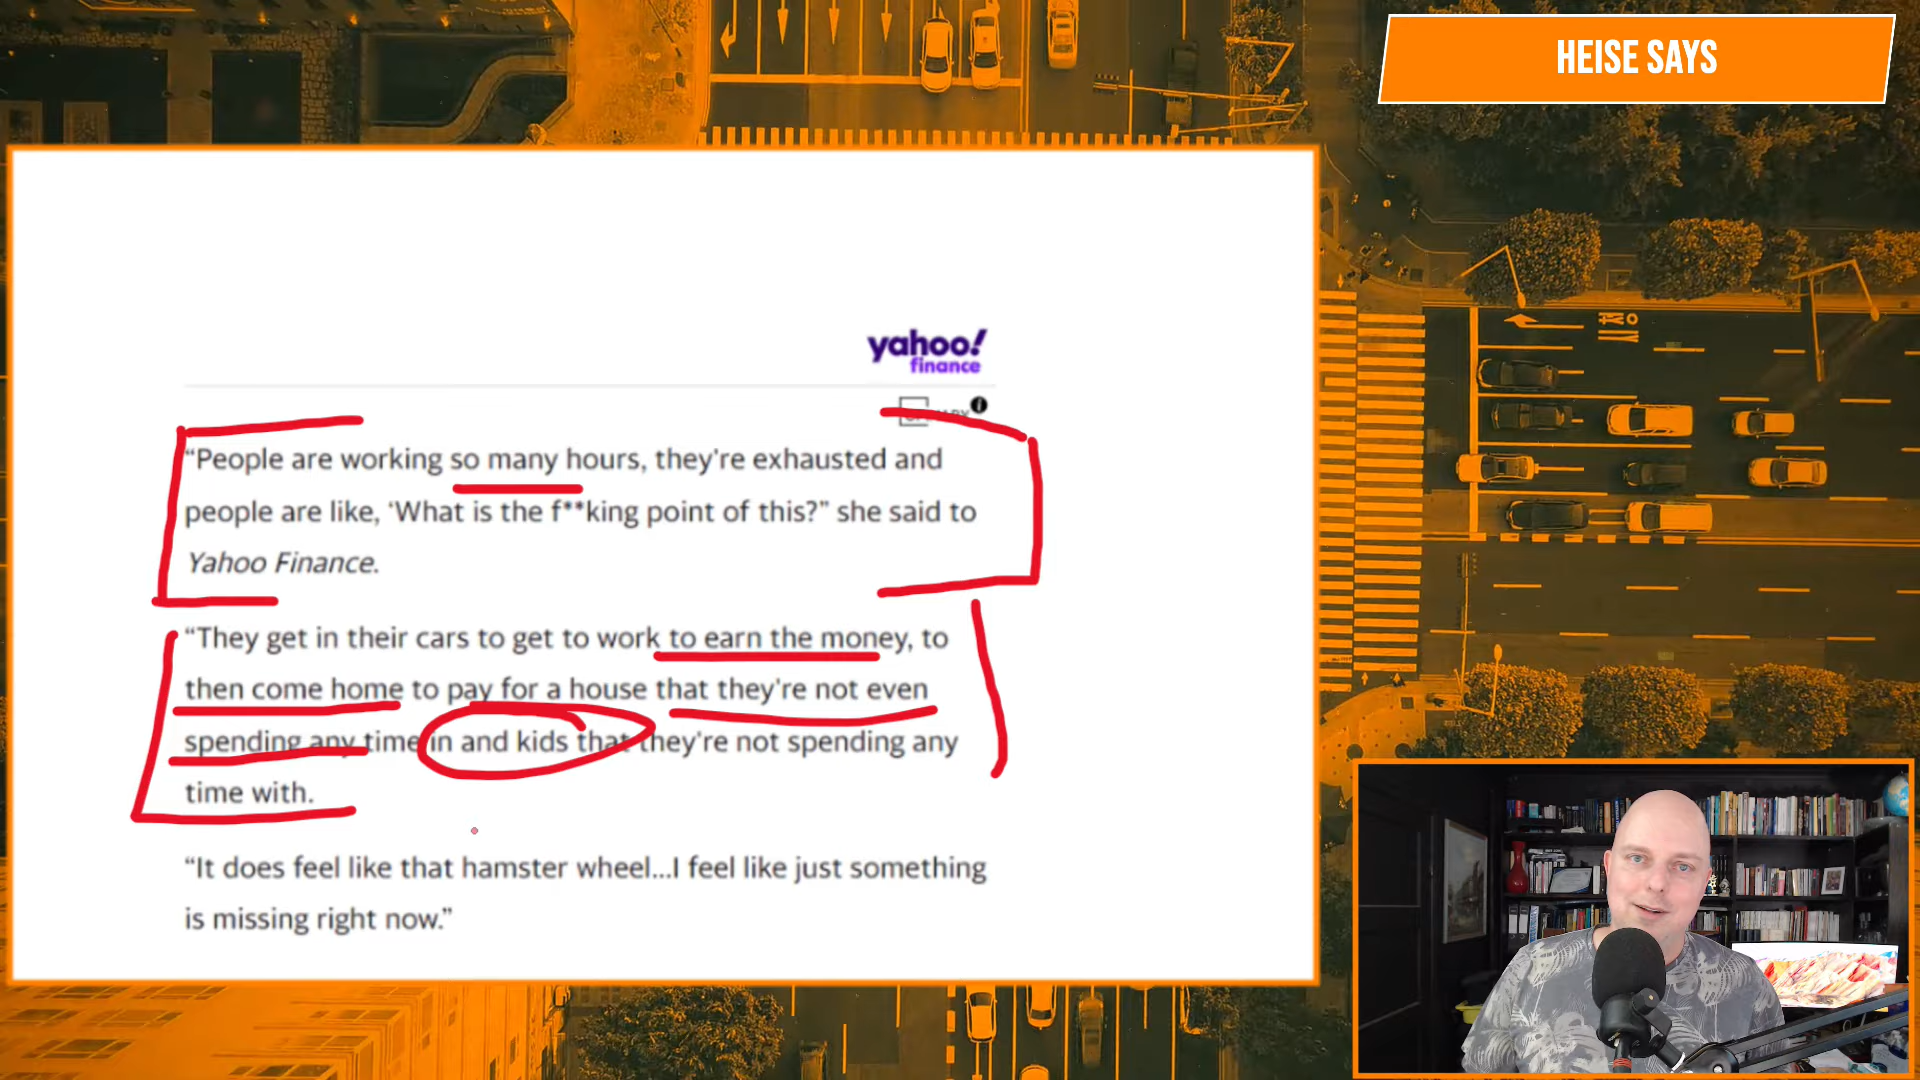 HEISE SAYS
yahoo!
finance
“People are working so many hours, they're exhausted and
people are like, ‘What is the f**king point of this?” she said to
Yahoo Finance.
“They get in their cars to get to work to earn the money, to
then come home to pay for a house that they're not even
spending any time in and kids that they're not spending any
time with.
“It does feel like that hamster wheel...I feel like just something
is missing right now.”